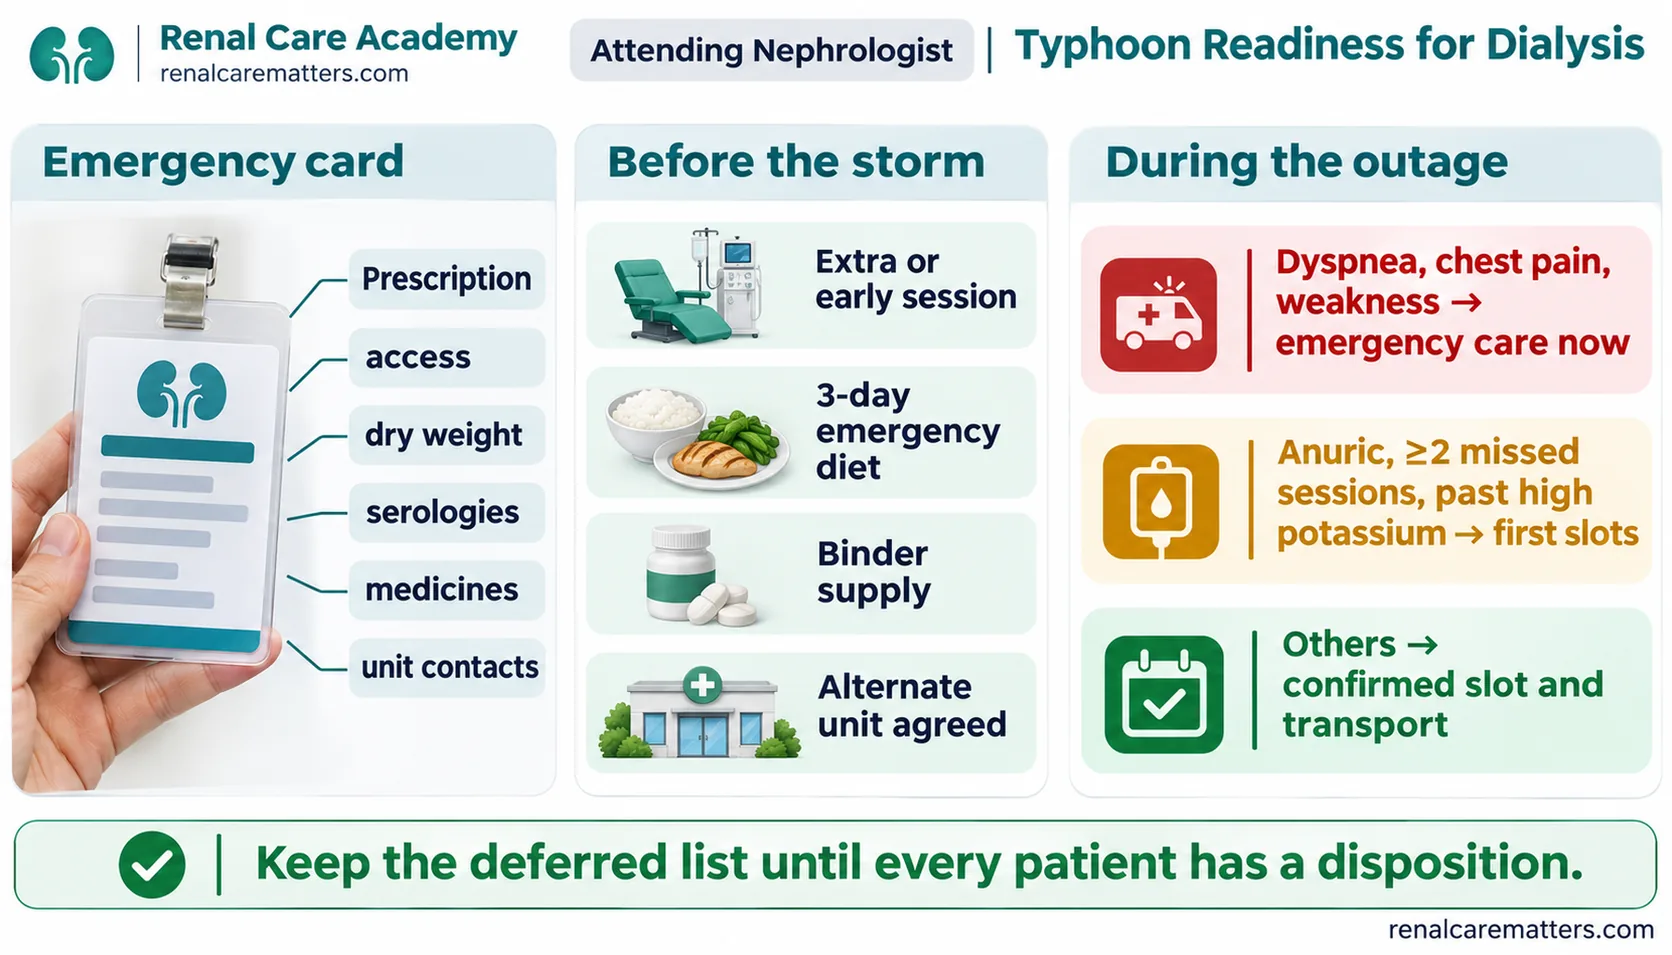 Renal Care Academy
renalcarematters.com
Attending Nephrologist
Typhoon Readiness for Dialysis
Emergency card
Prescription
access
dry weight
serologies
medicines
unit contacts
Before the storm
Extra or
early session
3-day
emergency
diet
Binder
supply
Alternate
unit agreed
During the outage
Dyspnea, chest pain,
weakness →
emergency care now
Anuric, ≥2 missed
sessions, past high
potassium → first slots
Others →
confirmed slot and
transport
Keep the deferred list until every patient has a disposition.
renalcarematters.com